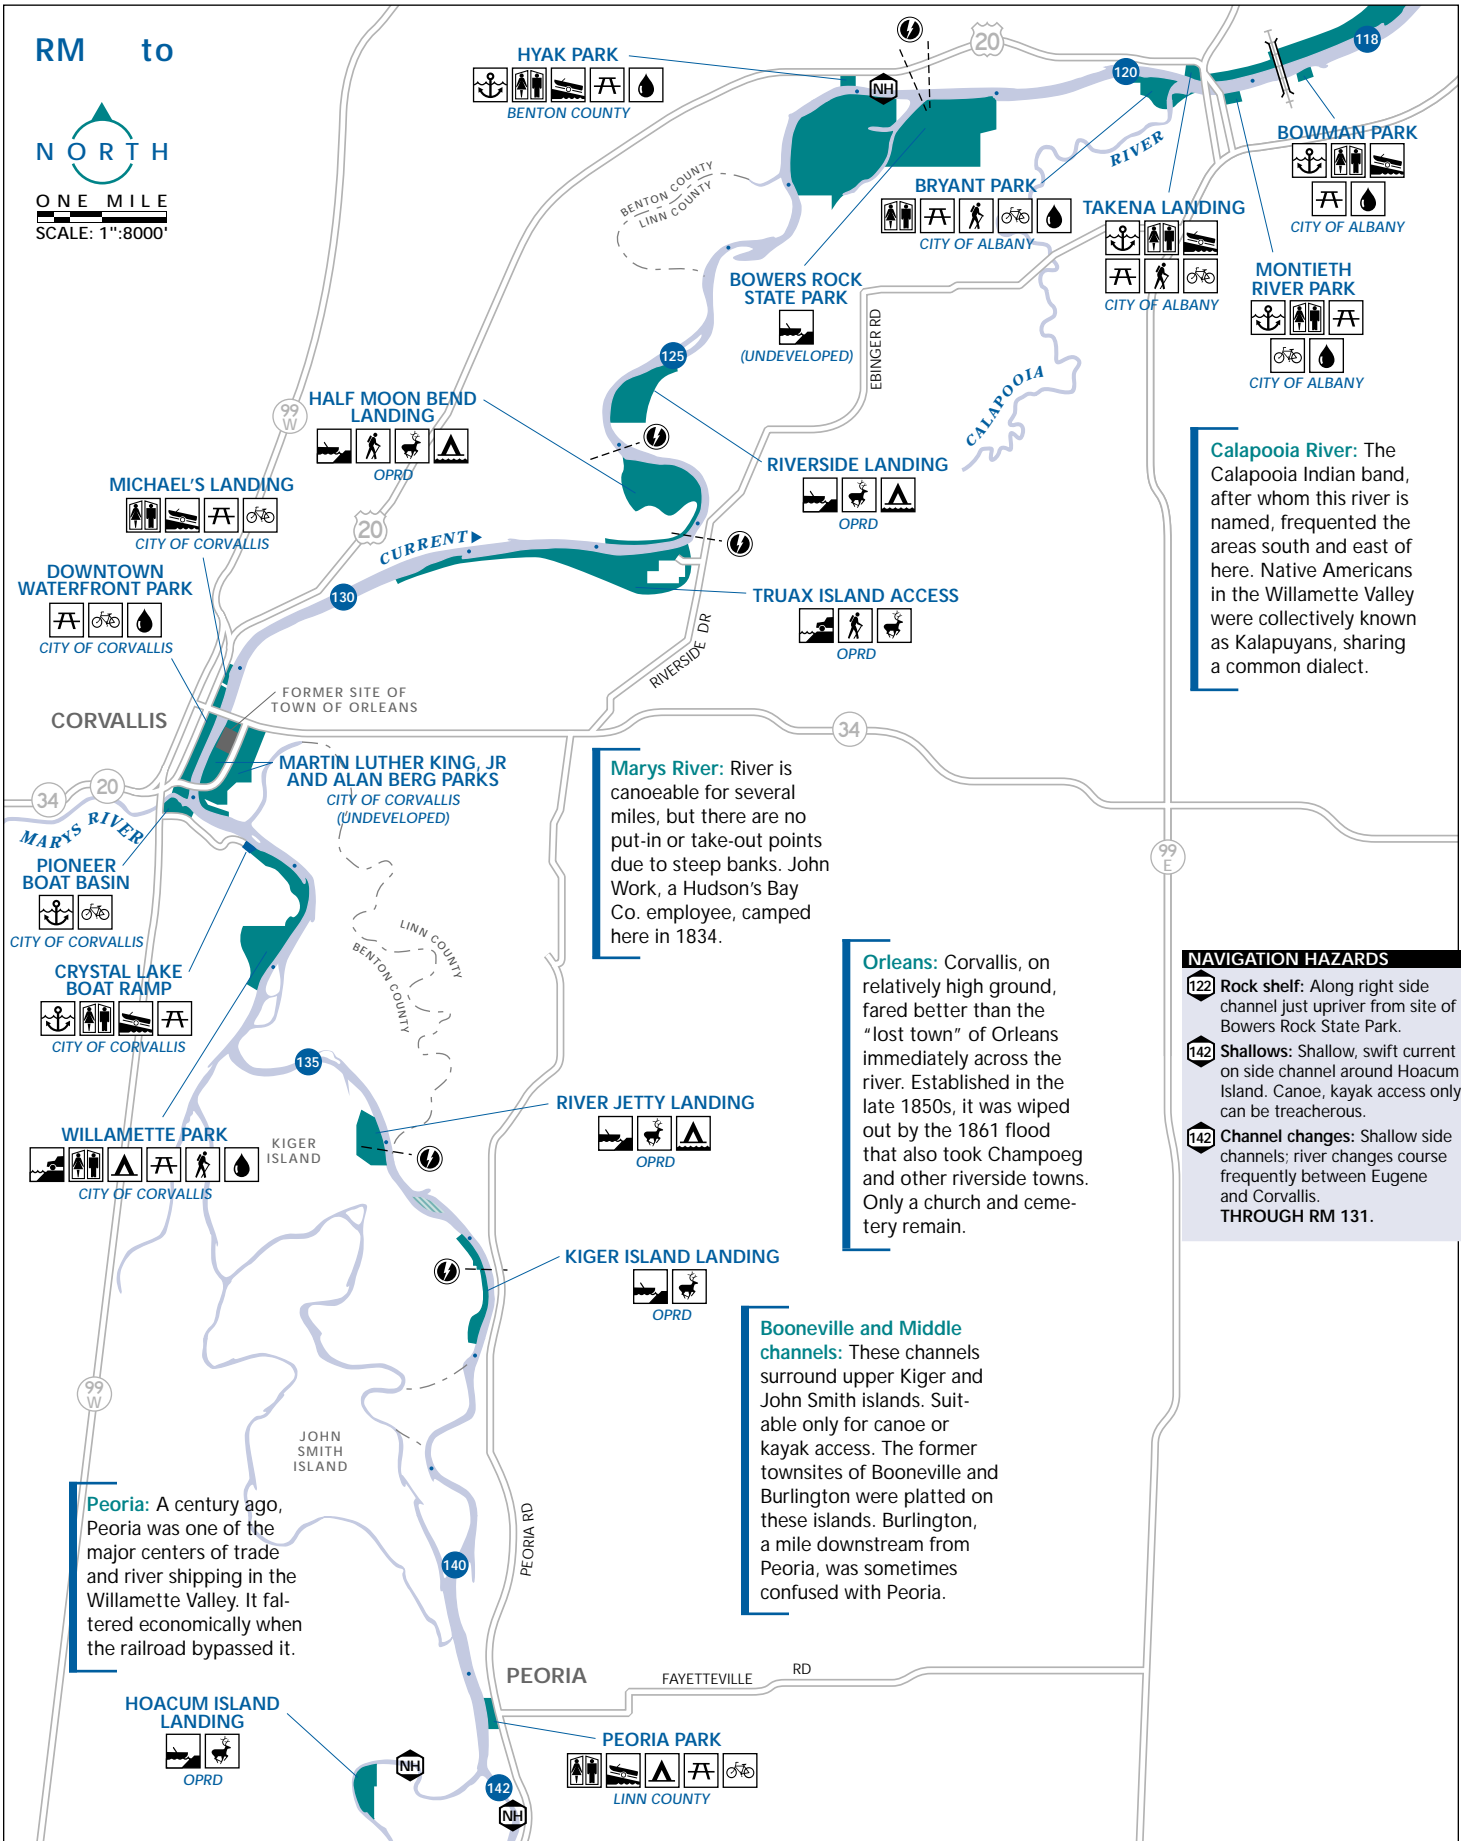 RM to
NORTH
ONE MILE
SCALE: 1":8000'
HYAK PARK
BENTON COUNTY
20
NH
120
118
BOWMAN PARK
CITY OF ALBANY
RIVER
BRYANT PARK
CITY OF ALBANY
TAKENA LANDING
CITY OF ALBANY
MONTIETH
RIVER PARK
CITY OF ALBANY
BENTON COUNTY
LINN COUNTY
BOWERS ROCK
STATE PARK
(UNDEVELOPED)
EBINGER RD
CALAPOOIA
125
99
W
HALF MOON BEND
LANDING
OPRD
RIVERSIDE LANDING
OPRD
MICHAEL'S LANDING
CITY OF CORVALLIS
20
CURRENT
DOWNTOWN
WATERFRONT PARK
CITY OF CORVALLIS
130
TRUAX ISLAND ACCESS
OPRD
RIVERSIDE DR
Calapooia River: The
Calapooia Indian band,
after whom this river is
named, frequented the
areas south and east of
here. Native Americans
in the Willamette Valley
were collectively known
as Kalapuyans, sharing
a common dialect.
FORMER SITE OF
TOWN OF ORLEANS
CORVALLIS
34
MARTIN LUTHER KING, JR
AND ALAN BERG PARKS
CITY OF CORVALLIS
(UNDEVELOPED)
34
20
MARYS RIVER
PIONEER
BOAT BASIN
CITY OF CORVALLIS
Marys River: River is
canoeable for several
miles, but there are no
put-in or take-out points
due to steep banks. John
Work, a Hudson's Bay
Co. employee, camped
here in 1834.
99
E
LINN COUNTY
BENTON COUNTY
CRYSTAL LAKE
BOAT RAMP
CITY OF CORVALLIS
Orleans: Corvallis, on
relatively high ground,
fared better than the
“lost town” of Orleans
immediately across the
river. Established in the
late 1850s, it was wiped
out by the 1861 flood
that also took Champoeg
and other riverside towns.
Only a church and ceme-
tery remain.
NAVIGATION HAZARDS
122 Rock shelf: Along right side
channel just upriver from site of
Bowers Rock State Park.
142 Shallows: Shallow, swift current
on side channel around Hoacum
Island. Canoe, kayak access only
can be treacherous.
142 Channel changes: Shallow side
channels; river changes course
frequently between Eugene
and Corvallis.
THROUGH RM 131.
135
RIVER JETTY LANDING
OPRD
WILLAMETTE PARK
CITY OF CORVALLIS
KIGER
ISLAND
KIGER ISLAND LANDING
OPRD
Booneville and Middle
channels: These channels
surround upper Kiger and
John Smith islands. Suit-
able only for canoe or
kayak access. The former
townsites of Booneville and
Burlington were platted on
these islands. Burlington,
a mile downstream from
Peoria, was sometimes
confused with Peoria.
99
W
JOHN
SMITH
ISLAND
Peoria: A century ago,
Peoria was one of the
major centers of trade
and river shipping in the
Willamette Valley. It fal-
tered economically when
the railroad bypassed it.
PEORIA RD
140
PEORIA
FAYETTEVILLE RD
HOACUM ISLAND
LANDING
OPRD
NH
PEORIA PARK
LINN COUNTY
142
NH